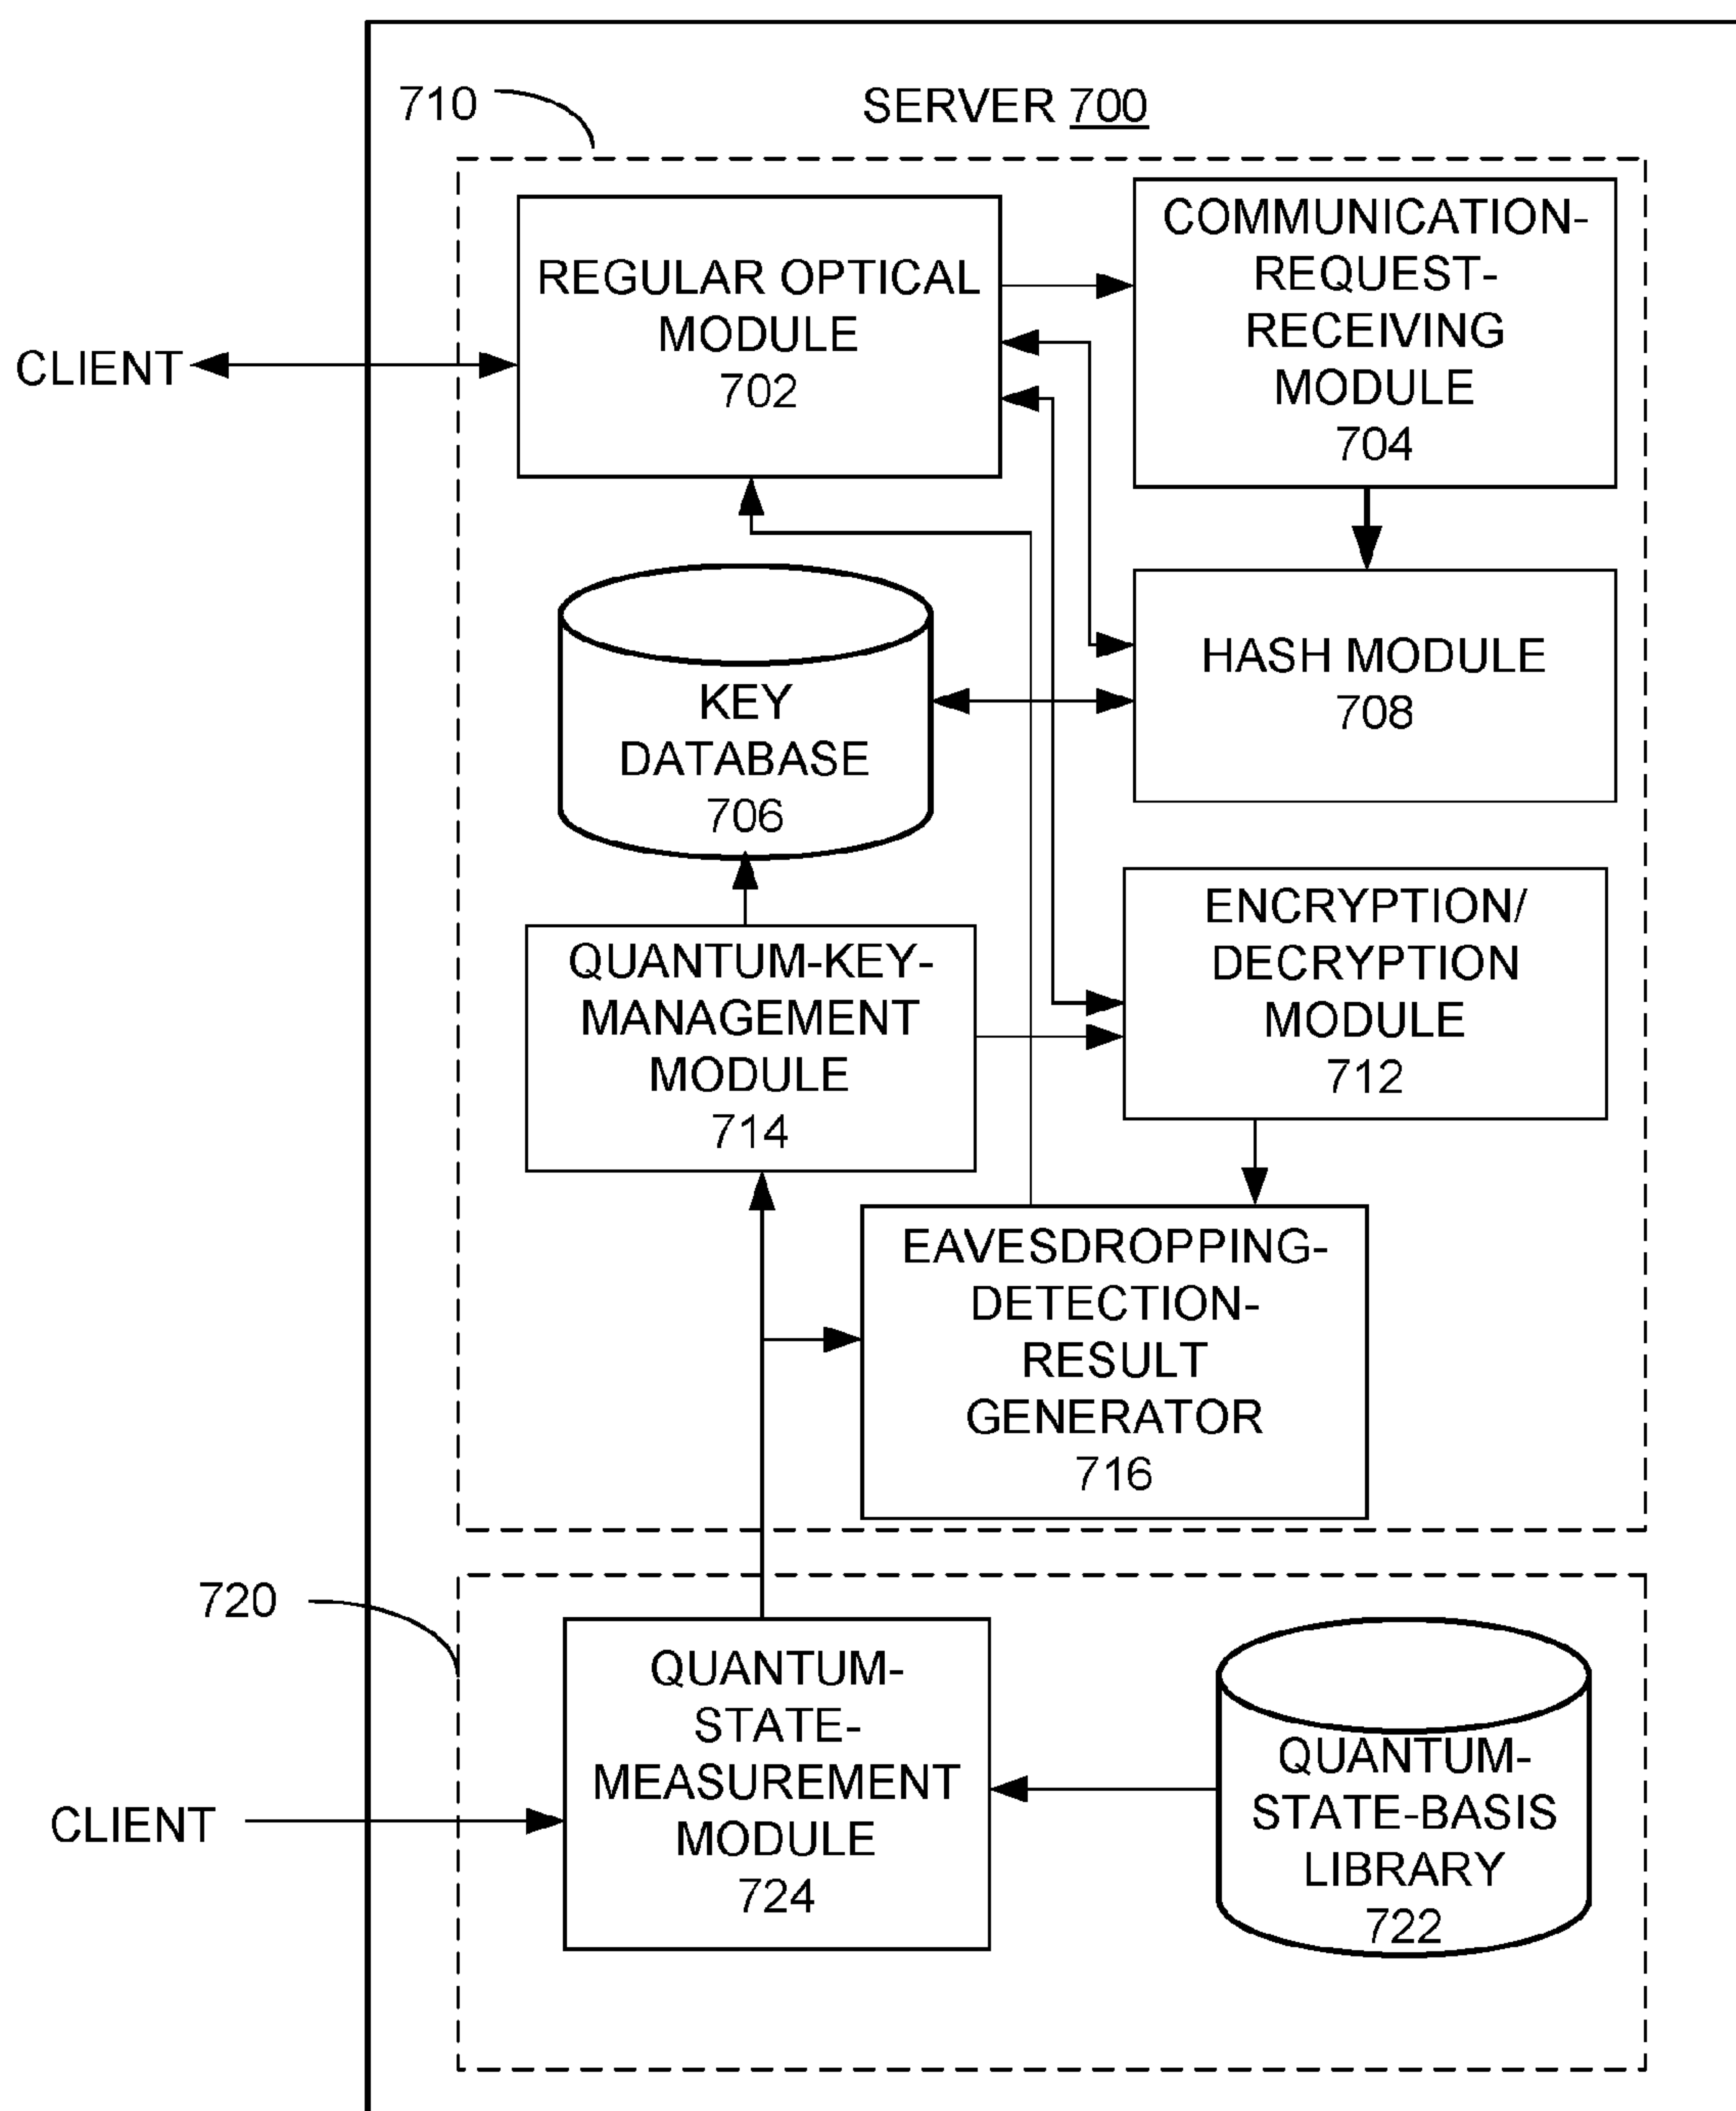 710
SERVER 700
REGULAR OPTICAL
MODULE
702
COMMUNICATION-
REQUEST-
RECEIVING
MODULE
704
CLIENT
KEY
DATABASE
706
HASH MODULE
708
QUANTUM-KEY-
MANAGEMENT
MODULE
714
ENCRYPTION/
DECRYPTION
MODULE
712
EAVESDROPPING-
DETECTION-
RESULT
GENERATOR
716
720
QUANTUM-
STATE-
MEASUREMENT
MODULE
724
QUANTUM-
STATE-BASIS
LIBRARY
722
CLIENT